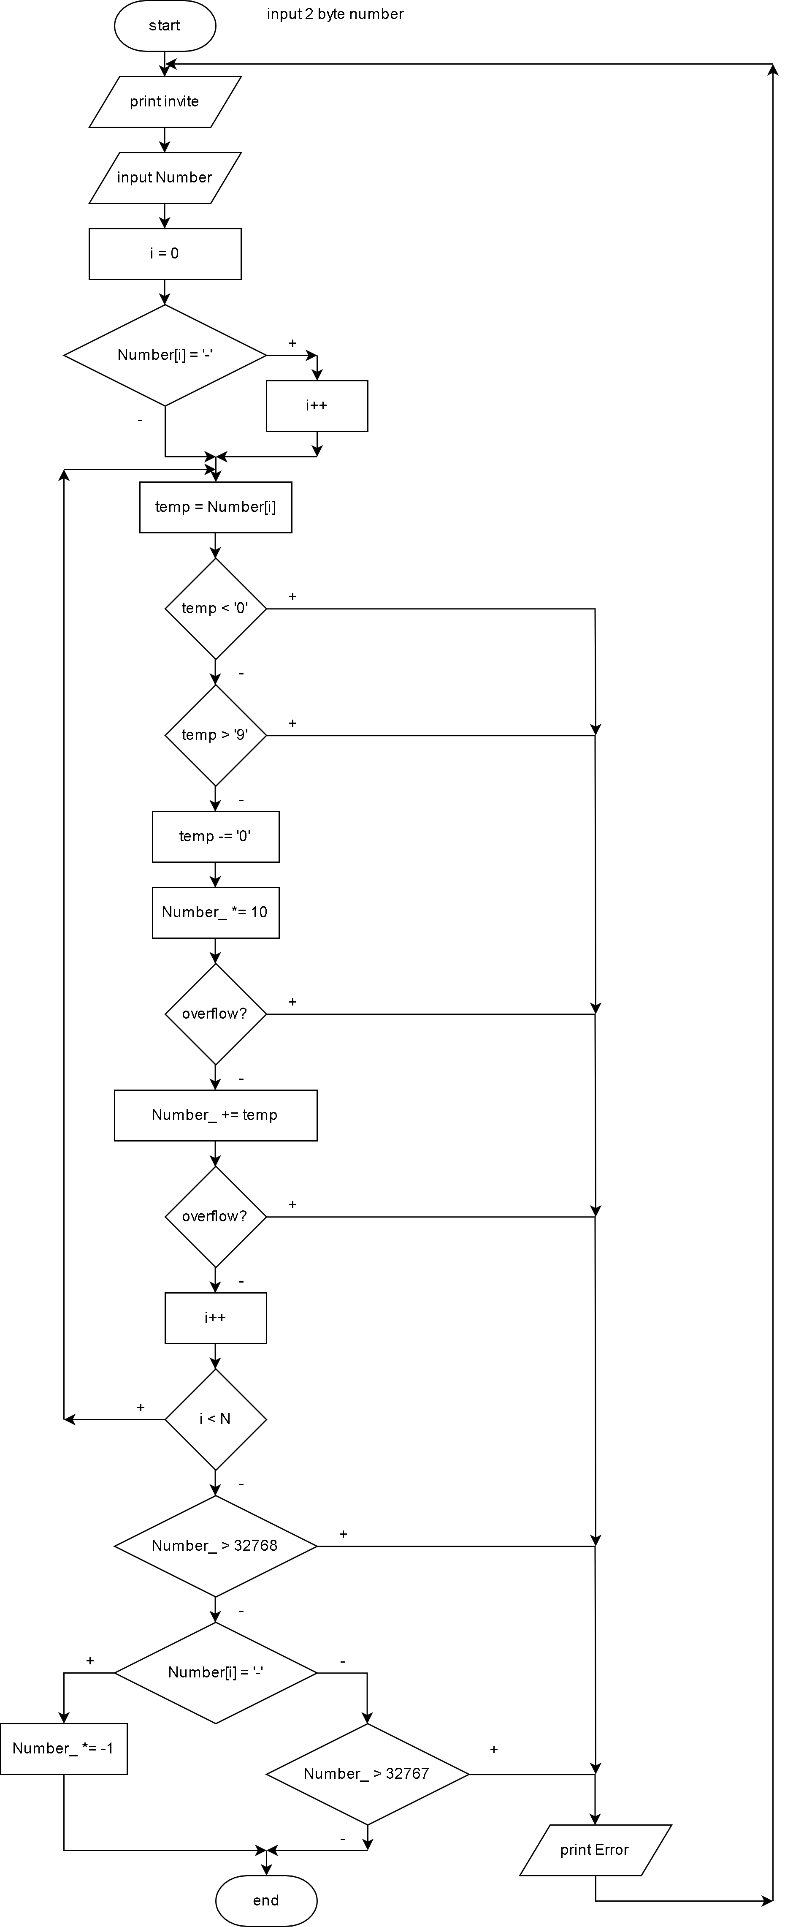 start
input 2 byte number
print invite
input Number
i = 0
Number[i] = '-'
+
-
i++
temp = Number[i]
temp < '0'
+
-
temp > '9'
+
-
temp -= '0'
Number_ *= 10
overflow?
+
-
Number_ += temp
overflow?
+
-
i++
i < N
+
-
Number_ > 32768
+
-
Number[i] = '-'
+
-
Number_ *= -1
Number_ > 32767
+
-
print Error
end